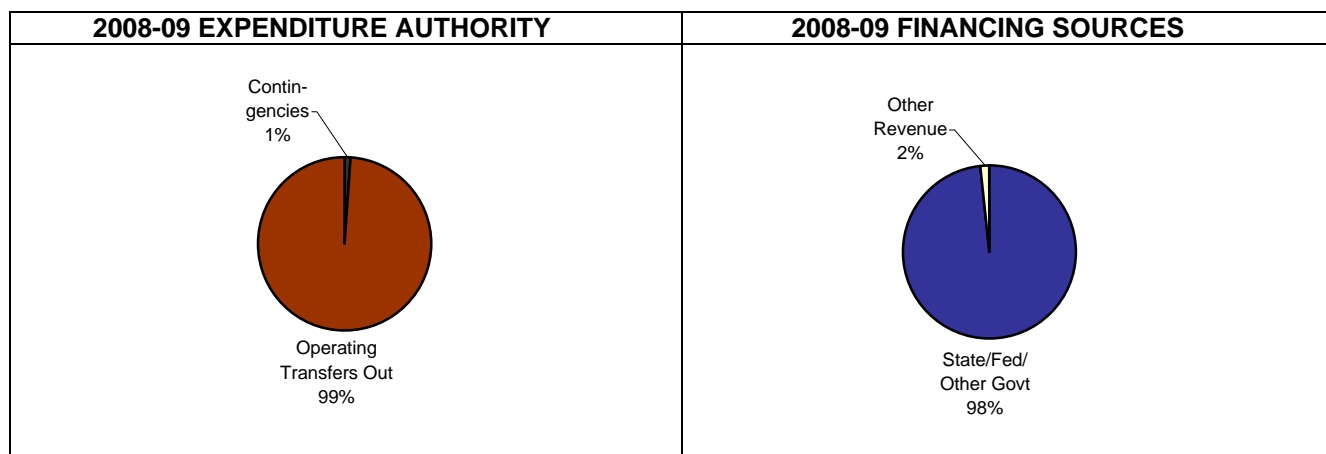 2008-09 EXPENDITURE AUTHORITY
2008-09 FINANCING SOURCES
Contin-
gencies
1%
Operating
Transfers Out
99%
Other
Revenue
2%
State/Fed/
Other Govt
98%